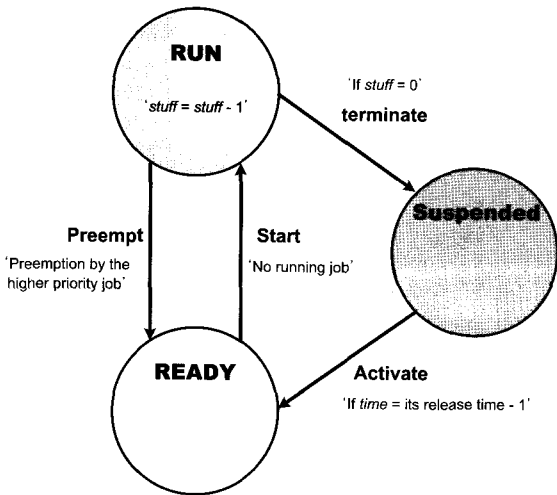 RUN
'stuff = stuff - 1'
'If stuff = 0'
terminate
Suspended
Preempt
'Preemption by the
higher priority job'
Start
'No running job'
READY
Activate
'If time = its release time - 1'